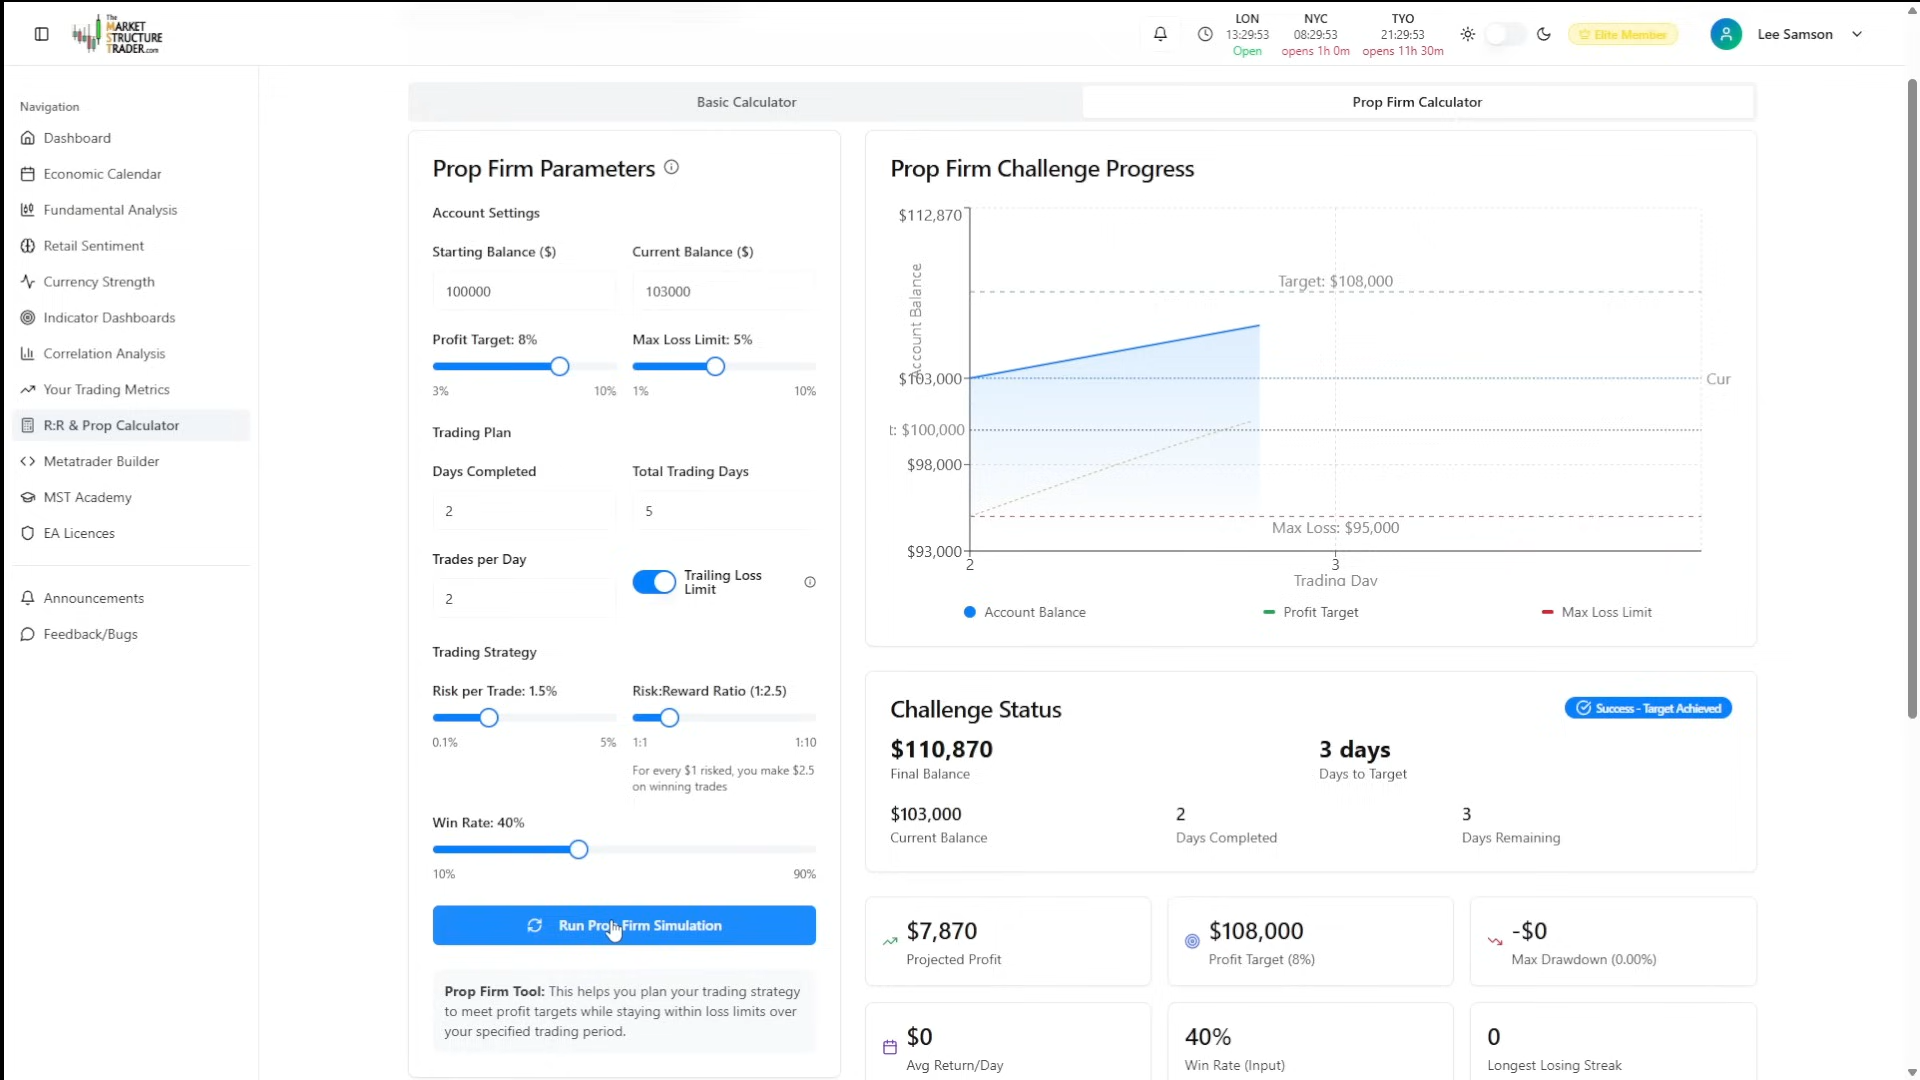 The
MARKET
STRUCTURE
TRADER.com
LON
13:29:53
Open
NYC
08:29:53
opens 1h 0m
TYO
21:29:53
opens 11h 30m
Elite Member
Lee Samson
Navigation
Dashboard
Economic Calendar
Fundamental Analysis
Retail Sentiment
Currency Strength
Indicator Dashboards
Correlation Analysis
Your Trading Metrics
R:R & Prop Calculator
Metatrader Builder
MST Academy
EA Licences
Announcements
Feedback/Bugs
Basic Calculator
Prop Firm Calculator
Prop Firm Parameters
Account Settings
Starting Balance ($)
Current Balance ($)
100000
103000
Profit Target: 8%
Max Loss Limit: 5%
3%
10%
1%
10%
Trading Plan
Days Completed
Total Trading Days
2
5
Trades per Day
2
Trailing Loss
Limit
Trading Strategy
Risk per Trade: 1.5%
Risk:Reward Ratio (1:2.5)
0.1%
5%
1:1
1:10
For every $1 risked, you make $2.5
on winning trades
Win Rate: 40%
10%
90%
Run Prop Firm Simulation
Prop Firm Tool: This helps you plan your trading strategy
to meet profit targets while staying within loss limits over
your specified trading period.
Prop Firm Challenge Progress
$112,870
Account Balance
Target: $108,000
$103,000
Cur
t: $100,000
$98,000
Max Loss: $95,000
$93,000
2
3
Trading Day
Account Balance
Profit Target
Max Loss Limit
Challenge Status
Success - Target Achieved
$110,870
Final Balance
3 days
Days to Target
$103,000
Current Balance
2
Days Completed
3
Days Remaining
$7,870
Projected Profit
$108,000
Profit Target (8%)
-$0
Max Drawdown (0.00%)
$0
Avg Return/Day
40%
Win Rate (Input)
0
Longest Losing Streak